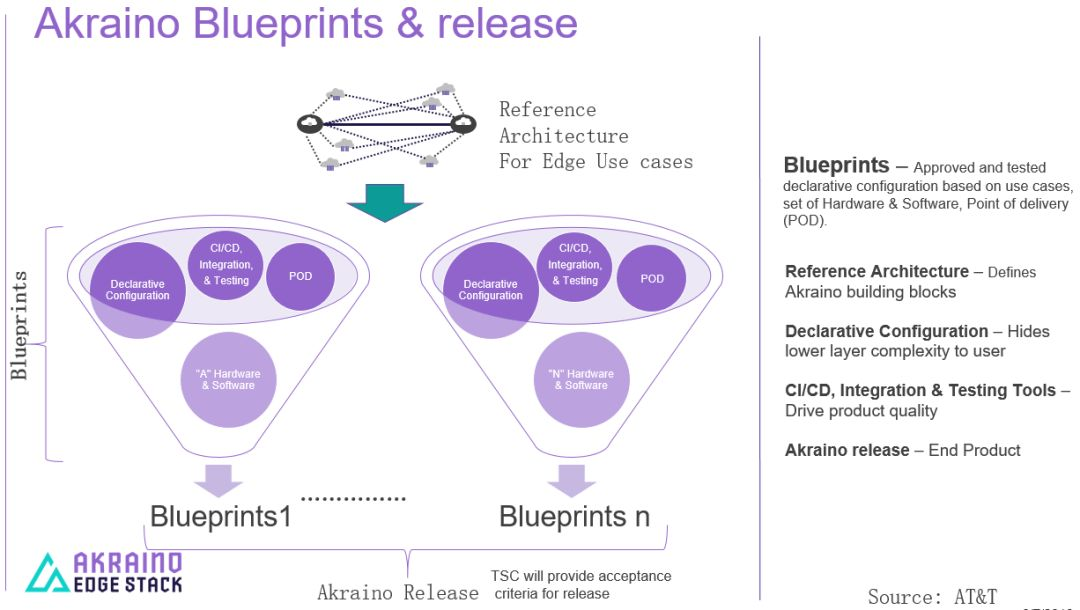 Akraino Blueprints & release
Reference
Architecture
For Edge Use cases
Blueprints
Declarative
Configuration
CI/CD,
Integration,
& Testing
POD
"A" Hardware
& Software
Declarative
Configuration
CI/CD,
Integration,
& Testing
POD
"N" Hardware
& Software
Blueprints1
................
Blueprints n
Akraino Release
TSC will provide acceptance
criteria for release
AKRAINO
EDGE STACK
Blueprints – Approved and tested
declarative configuration based on use cases,
set of Hardware & Software, Point of delivery
(POD).
Reference Architecture – Defines
Akraino building blocks
Declarative Configuration – Hides
lower layer complexity to user
CI/CD, Integration & Testing Tools –
Drive product quality
Akraino release – End Product
Source: AT&T